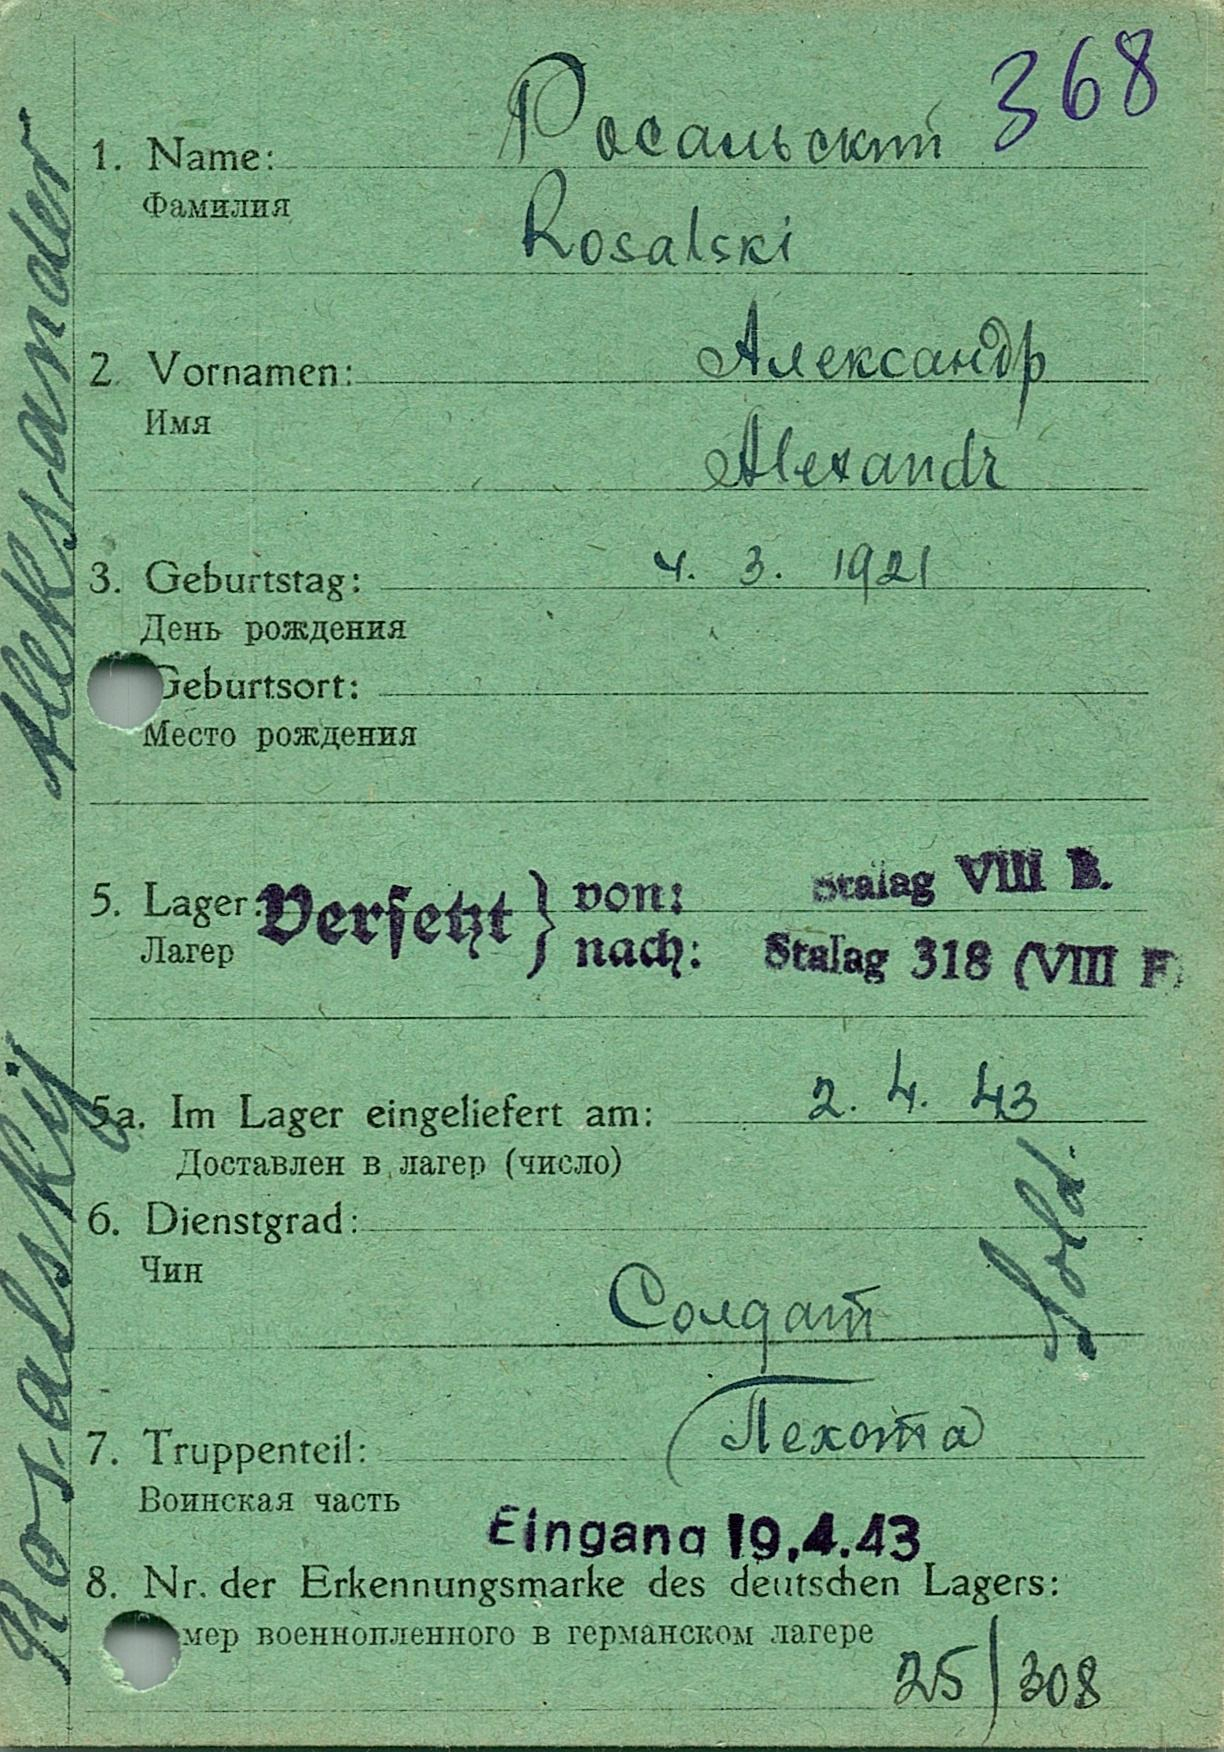 368
1. Name: Росальский
Фамилия
Rosalski
2. Vornamen: Александр
Имя
Alexandr
3. Geburtstag: 4. 3. 1921
День рождения
Geburtsort:
Место рождения
5. Lager: Versetzt } von: Stalag VIII B.
Лагер nach: Stalag 318 (VIII F)
5a. Im Lager eingeliefert am: 2. 4. 43
Доставлен в лагер (число)
6. Dienstgrad:
Чин
Солдат
Sold.
7. Truppenteil: Пехота
Воинская часть
Eingang 19.4.43
8. Nr. der Erkennungsmarke des deutschen Lagers:
мер военнопленного в германском лагере
25/308
Rosalskij Aleksander